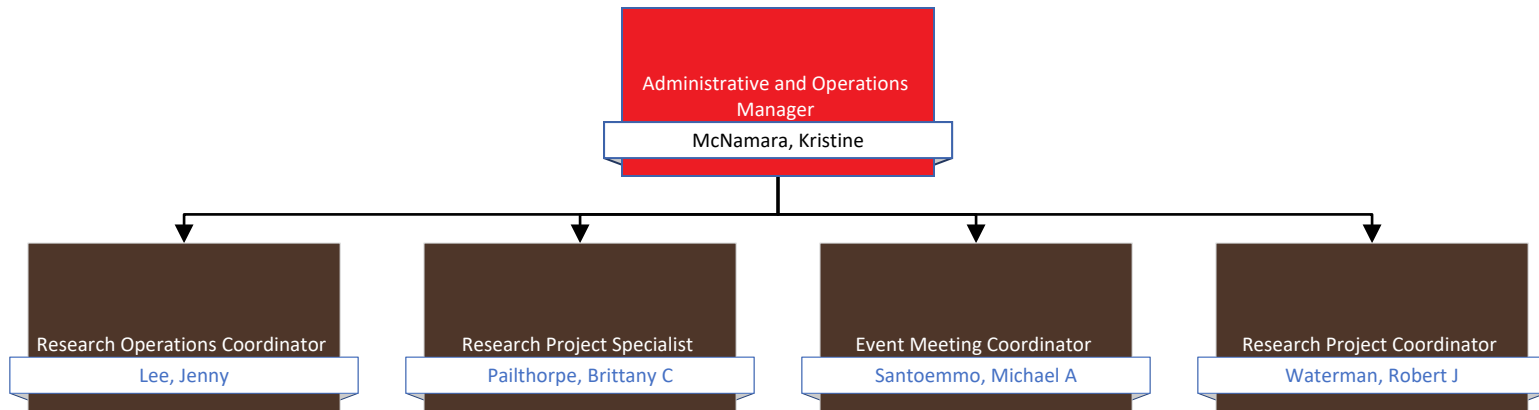 Administrative and Operations
Manager
McNamara, Kristine
Research Operations Coordinator
Lee, Jenny
Research Project Specialist
Pailthorpe, Brittany C
Event Meeting Coordinator
Santoemmo, Michael A
Research Project Coordinator
Waterman, Robert J